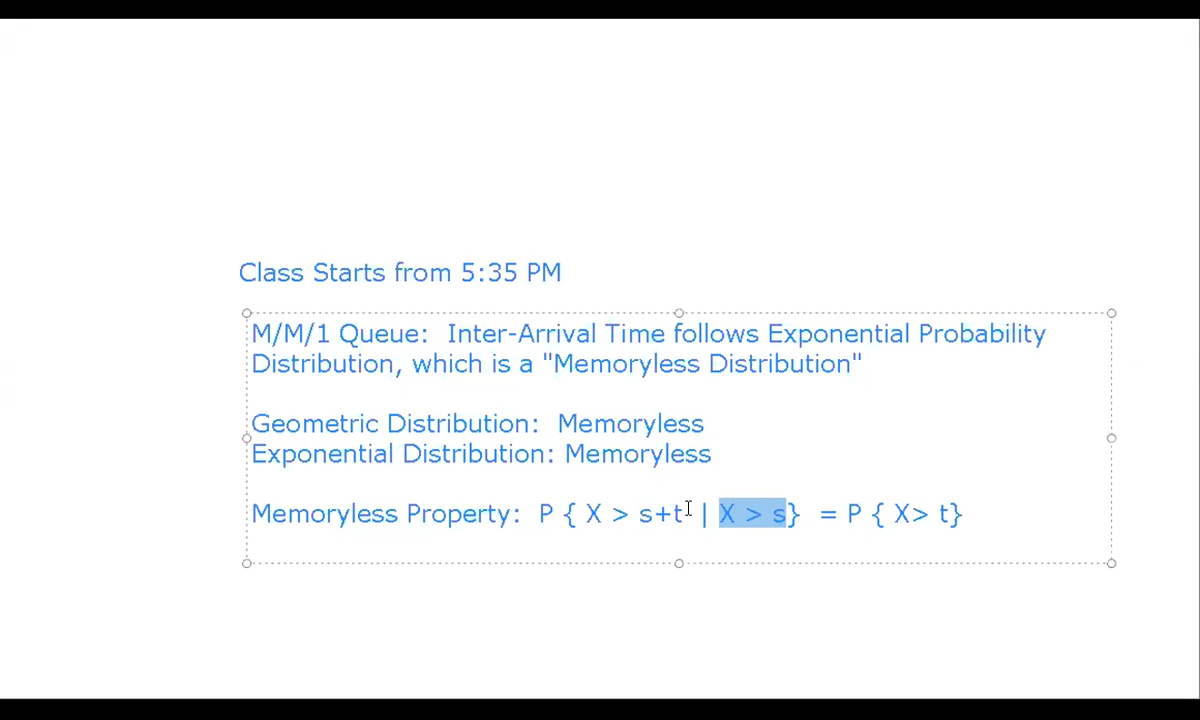 Class Starts from 5:35 PM
M/M/1 Queue: Inter-Arrival Time follows Exponential Probability
Distribution, which is a "Memoryless Distribution"
Geometric Distribution: Memoryless
Exponential Distribution: Memoryless
Memoryless Property: P { X > s+t | X > s} = P { X> t}